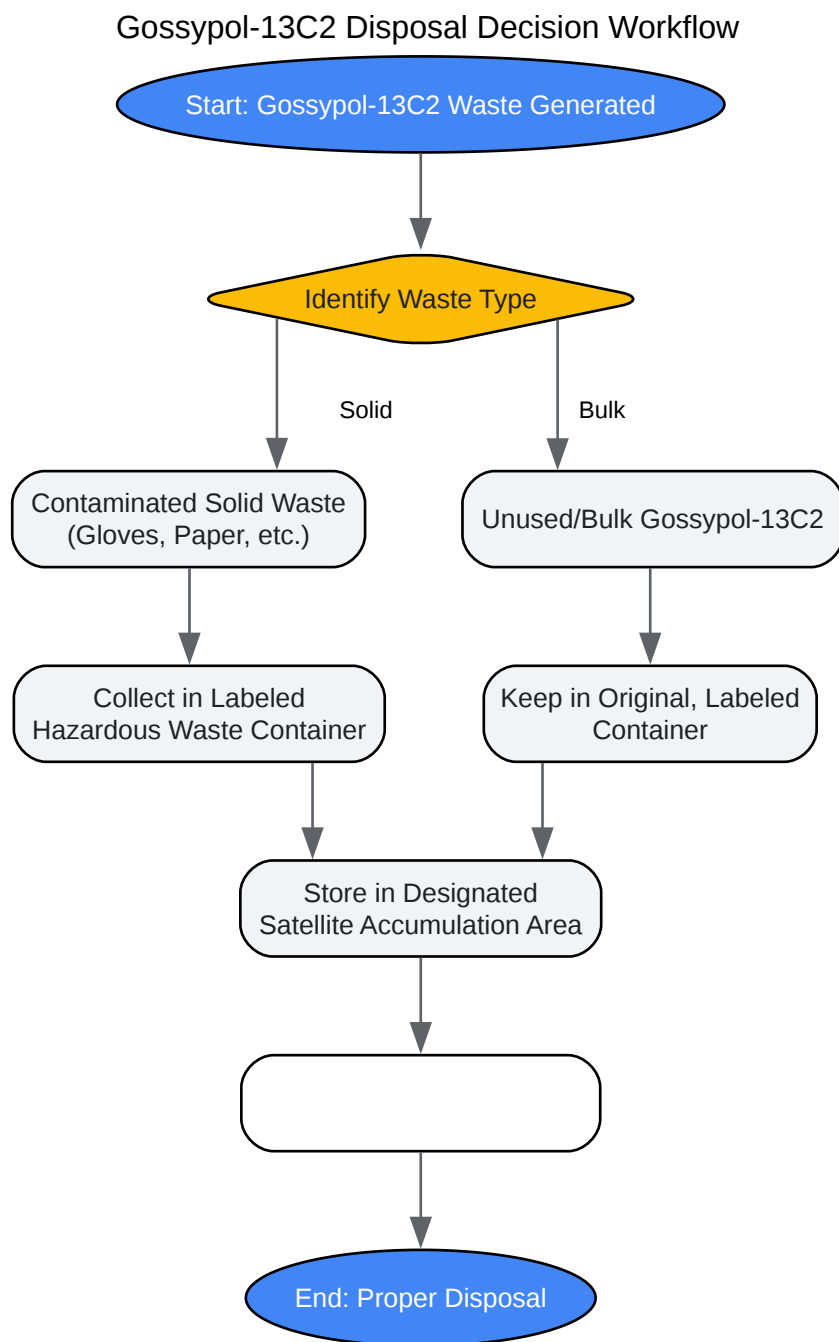 Gossypol-13C2 Disposal Decision Workflow
Start: Gossypol-13C2 Waste Generated
Identify Waste Type
Solid
Bulk
Contaminated Solid Waste
(Gloves, Paper, etc.)
Unused/Bulk Gossypol-13C2
Collect in Labeled
Hazardous Waste Container
Keep in Original, Labeled
Container
Store in Designated
Satellite Accumulation Area
End: Proper Disposal